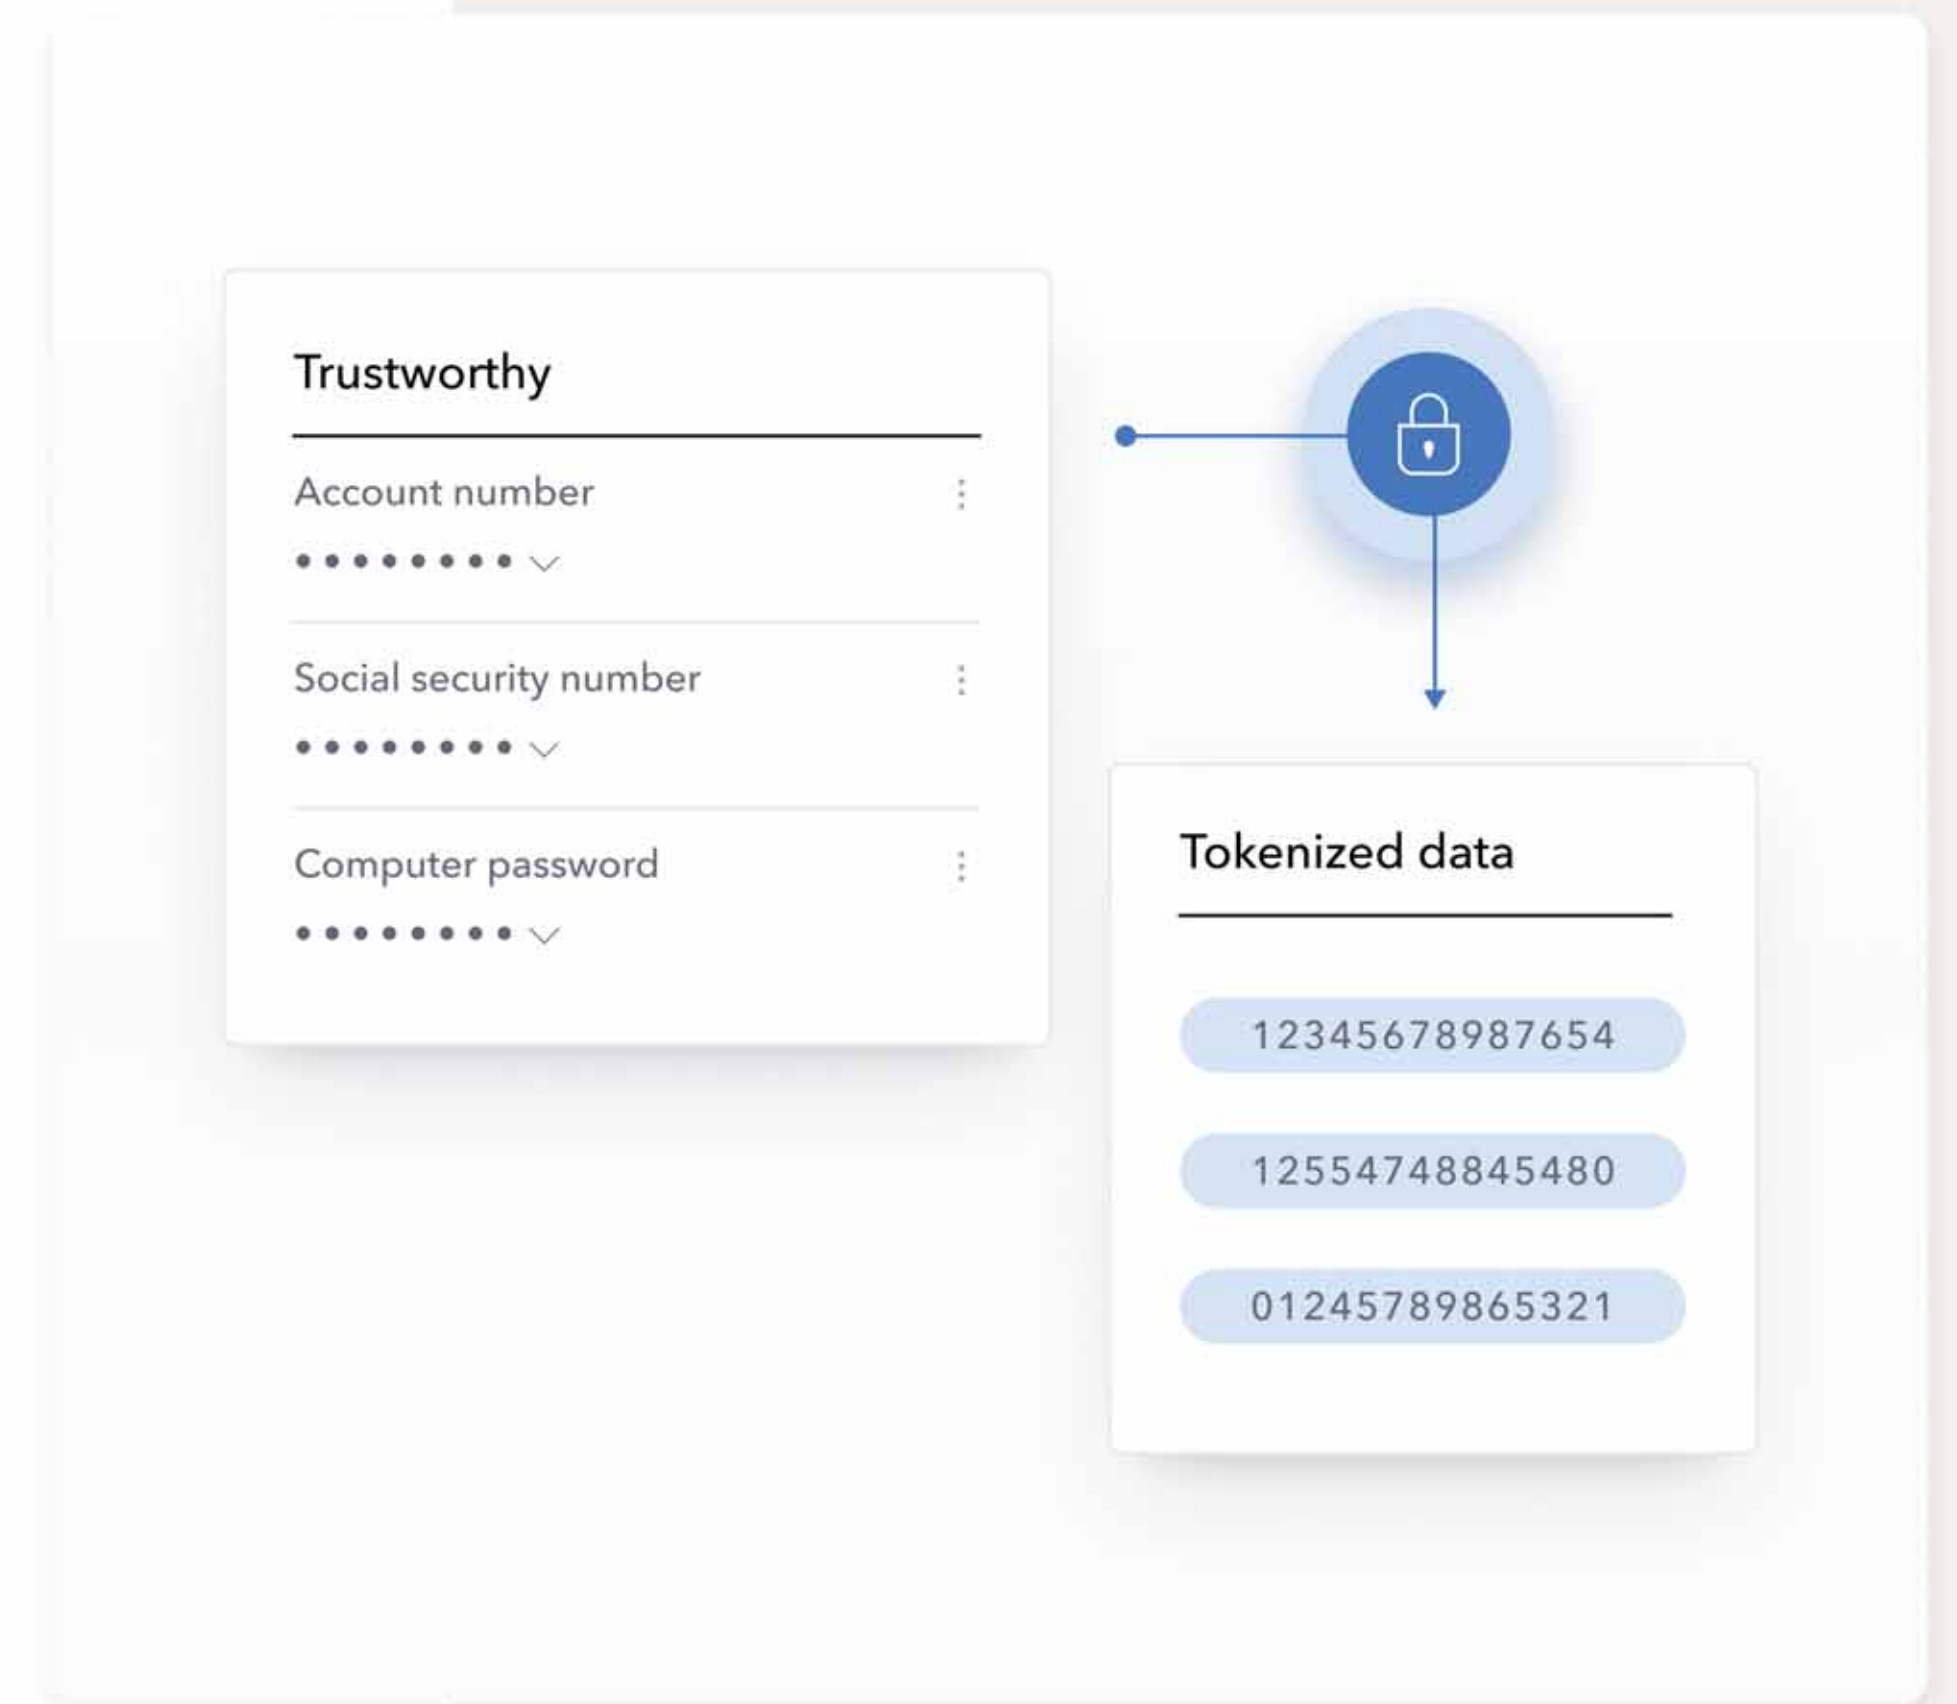 Trustworthy
Account number
••••••••
Social security number
••••••••
Computer password
••••••••
Tokenized data
12345678987654
12554748845480
01245789865321